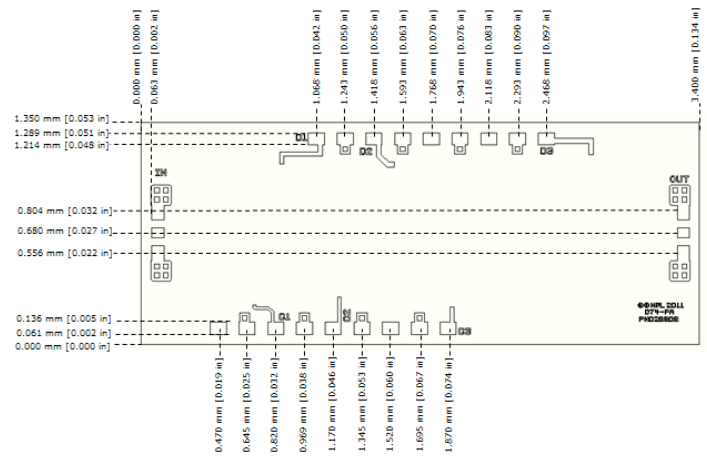 0.000 mm [0.000 in]
0.063 mm [0.002 in]
1.068 mm [0.042 in]
1.243 mm [0.050 in]
1.418 mm [0.056 in]
1.593 mm [0.063 in]
1.768 mm [0.070 in]
1.943 mm [0.076 in]
2.118 mm [0.083 in]
2.293 mm [0.090 in]
2.468 mm [0.097 in]
3.400 mm [0.134 in]
1.350 mm [0.053 in]
1.289 mm [0.051 in]
1.214 mm [0.048 in]
G1
G2
G3
IN
OUT
0.804 mm [0.032 in]
0.680 mm [0.027 in]
0.556 mm [0.022 in]
0.136 mm [0.005 in]
0.061 mm [0.002 in]
0.000 mm [0.000 in]
2011
0.470 mm [0.019 in]
0.645 mm [0.025 in]
0.820 mm [0.032 in]
0.969 mm [0.038 in]
1.170 mm [0.046 in]
1.345 mm [0.053 in]
1.520 mm [0.060 in]
1.695 mm [0.067 in]
1.870 mm [0.074 in]